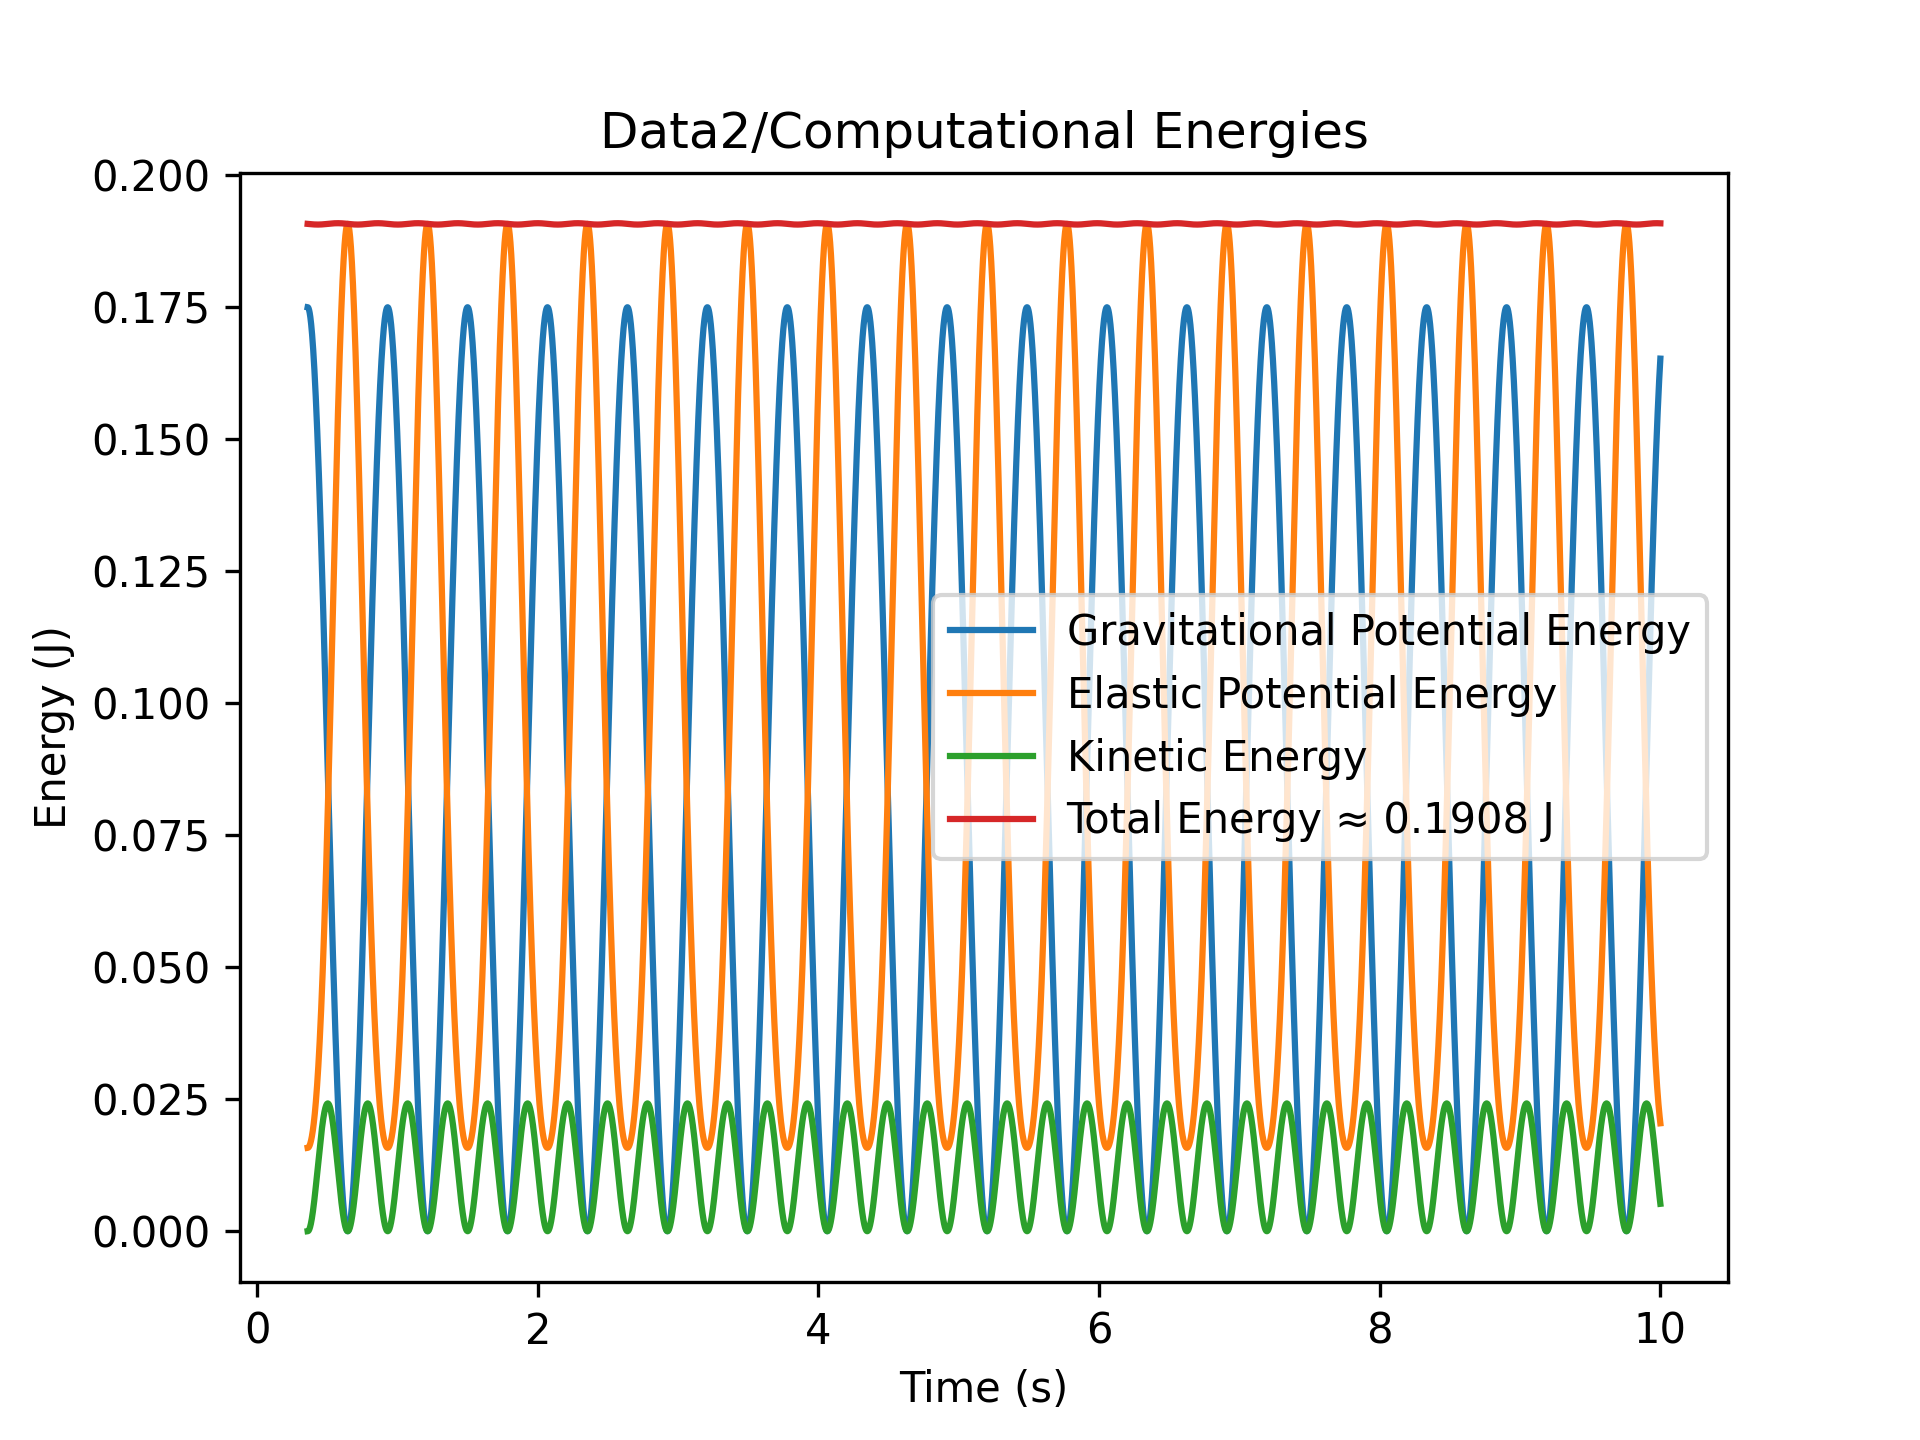 Data2/Computational Energies
0.200
0.175
0.150
0.125
0.100
0.075
0.050
0.025
0.000
Energy (J)
Gravitational Potential Energy
Elastic Potential Energy
Kinetic Energy
Total Energy ≈ 0.1908 J
0 2 4 6 8 10
Time (s)